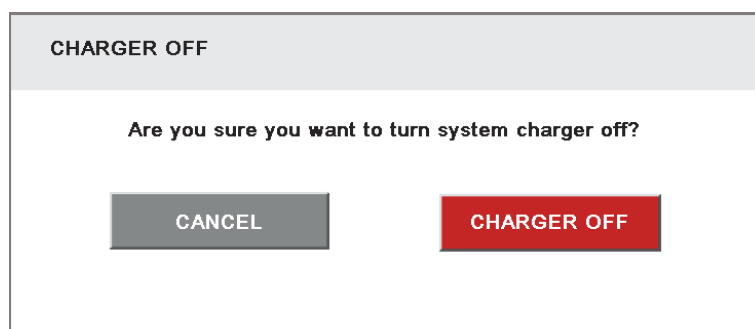 CHARGER OFF
Are you sure you want to turn system charger off?
CANCEL
CHARGER OFF